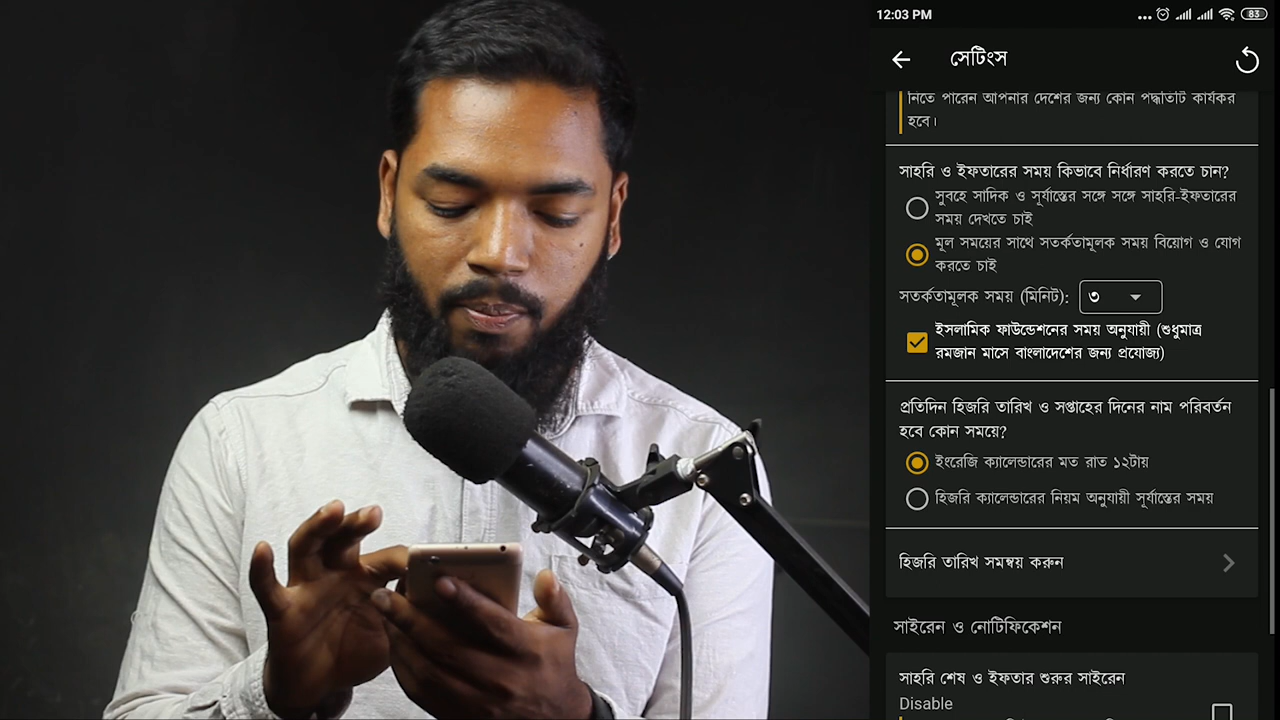 12:03 PM
83
সেটিংস
নিতে পারেন আপনার দেশের জন্য কোন পদ্ধতিটি কার্যকর
হবে।
সাহরি ও ইফতারের সময় কিভাবে নির্ধারণ করতে চান?
সুবহে সাদিক ও সূর্যাস্তের সঙ্গে সঙ্গে সাহরি-ইফতারের
সময় দেখতে চাই
মূল সময়ের সাথে সতর্কতামূলক সময় বিয়োগ ও যোগ
করতে চাই
সতর্কতামূলক সময় (মিনিট): ৩
ইসলামিক ফাউন্ডেশনের সময় অনুযায়ী (শুধুমাত্র
রমজান মাসে বাংলাদেশের জন্য প্রযোজ্য)
প্রতিদিন হিজরি তারিখ ও সপ্তাহের দিনের নাম পরিবর্তন
হবে কোন সময়ে?
ইংরেজি ক্যালেন্ডারের মত রাত ১২টায়
হিজরি ক্যালেন্ডারের নিয়ম অনুযায়ী সূর্যাস্তের সময়
হিজরি তারিখ সমন্বয় করুন
সাইরেন ও নোটিফিকেশন
সাহরি শেষ ও ইফতার শুরুর সাইরেন
Disable